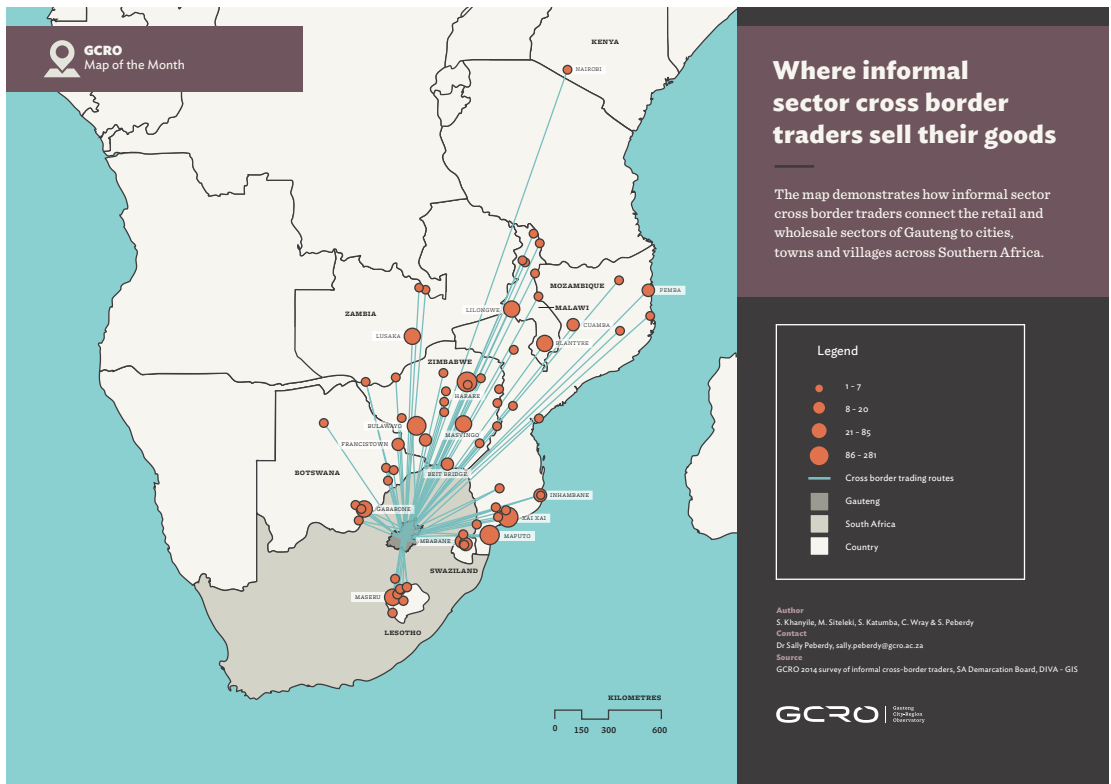 GCRO
Map of the Month
KENYA
NAIROBI
MOZAMBIQUE
PEMBA
LILONGWE
MALAWI
ZAMBIA
CUAMBA
LUSAKA
BLANTYRE
ZIMBABWE
HARARE
BULAWAYO
MASVINGO
FRANCISTOWN
BEIT BRIDGE
BOTSWANA
INHAMBANE
GABARONE
XAI XAI
MAPUTO
MBABANE
SWAZILAND
MASERU
LESOTHO
KILOMETRES
0 150 300 600
Where informal
sector cross border
traders sell their goods
The map demonstrates how informal sector
cross border traders connect the retail and
wholesale sectors of Gauteng to cities,
towns and villages across Southern Africa.
Legend
1 - 7
8 - 20
21 - 85
86 - 281
Cross border trading routes
Gauteng
South Africa
Country
Author
S. Khanyile, M. Siteleki, S. Katumba, C. Wray & S. Peberdy
Contact
Dr Sally Peberdy, sally.peberdy@gcro.ac.za
Source
GCRO 2014 survey of informal cross-border traders, SA Demarcation Board, DIVA - GIS
GCRO
Gauteng
City-Region
Observatory